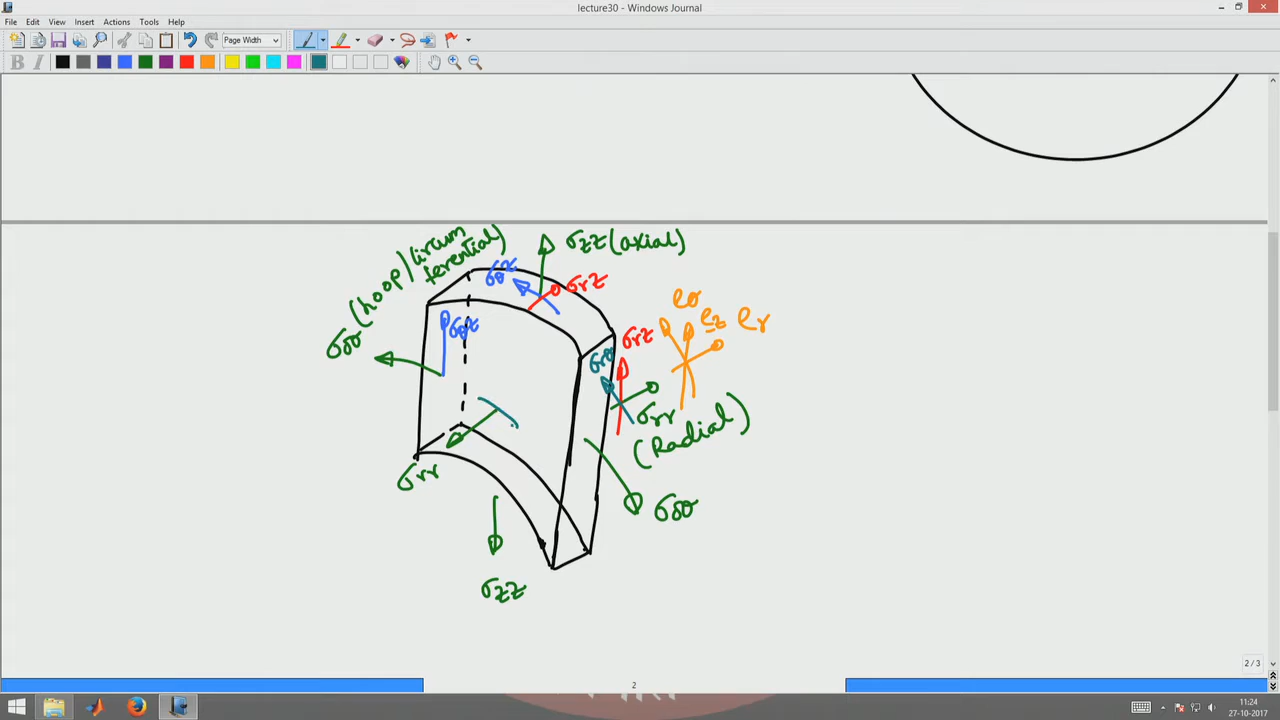 lecture30 - Windows Journal
File Edit View Insert Actions Tools Help
Page Width
σθθ (hoop/circum
ferential)
σzz (axial)
σθz
σrz
σθz
eθ
ez
er
σrz
σrθ
σrr
(Radial)
σrr
σθθ
σzz
2 / 3
2
11:24
27-10-2017